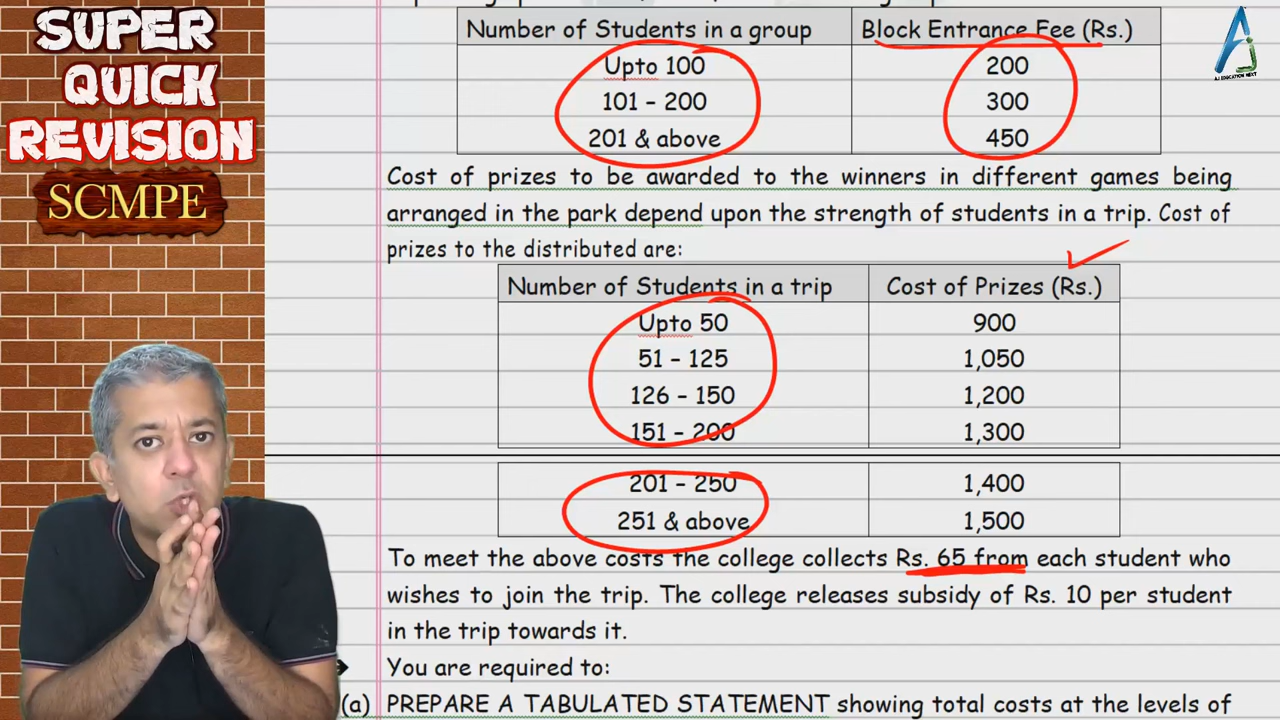 SUPER
QUICK
REVISION
SCMPE
AJ EDUCATION NEXT
Number of Students in a group Block Entrance Fee (Rs.)
Upto 100 200
101 – 200 300
201 & above 450
Cost of prizes to be awarded to the winners in different games being
arranged in the park depend upon the strength of students in a trip. Cost of
prizes to the distributed are:
Number of Students in a trip Cost of Prizes (Rs.)
Upto 50 900
51 – 125 1,050
126 – 150 1,200
151 – 200 1,300
201 – 250 1,400
251 & above 1,500
To meet the above costs the college collects Rs. 65 from each student who
wishes to join the trip. The college releases subsidy of Rs. 10 per student
in the trip towards it.
You are required to:
(a) PREPARE A TABULATED STATEMENT showing total costs at the levels of